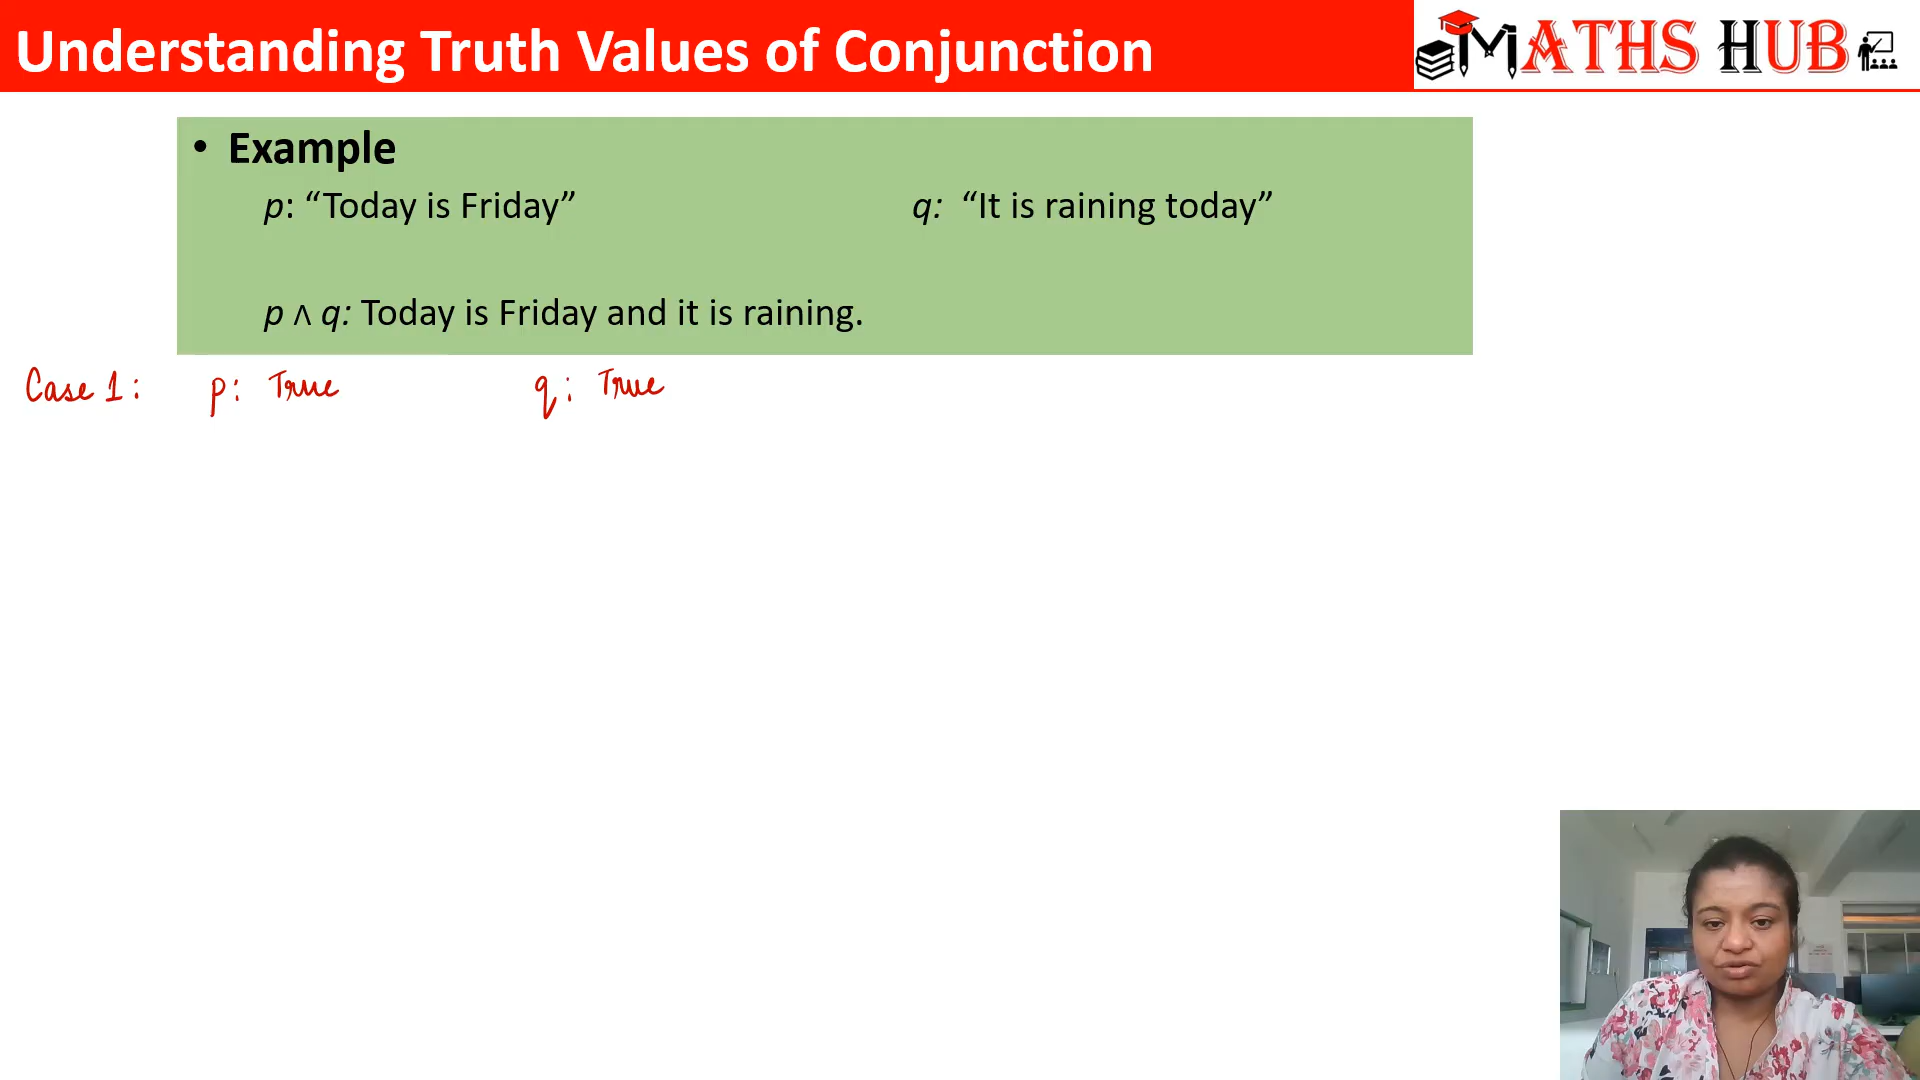 Understanding Truth Values of Conjunction
MATHS HUB
• Example
p: “Today is Friday” q: “It is raining today”
p ∧ q: Today is Friday and it is raining.
Case 1: p: True q: True